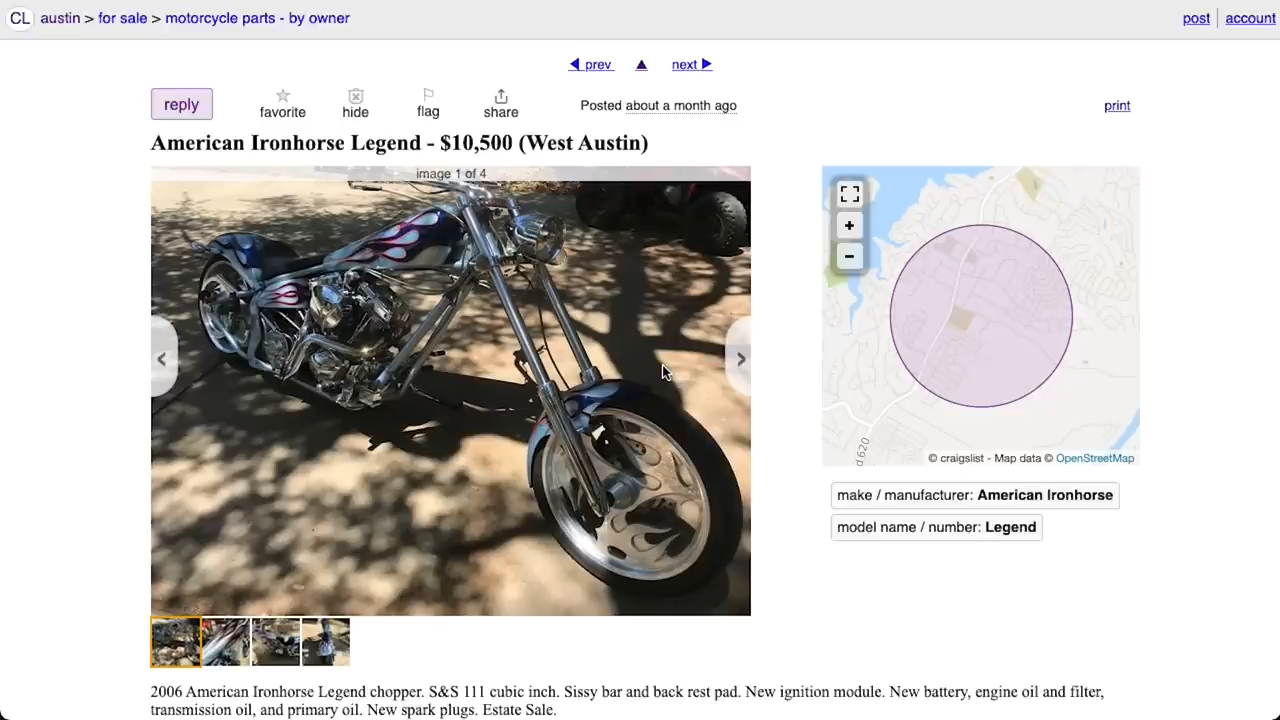 CL austin > for sale > motorcycle parts - by owner post account
prev next
reply favorite hide flag share Posted about a month ago print
American Ironhorse Legend - $10,500 (West Austin)
image 1 of 4
+
−
d 620
© craigslist - Map data © OpenStreetMap
make / manufacturer: American Ironhorse
model name / number: Legend
2006 American Ironhorse Legend chopper. S&S 111 cubic inch. Sissy bar and back rest pad. New ignition module. New battery, engine oil and filter,
transmission oil, and primary oil. New spark plugs. Estate Sale.